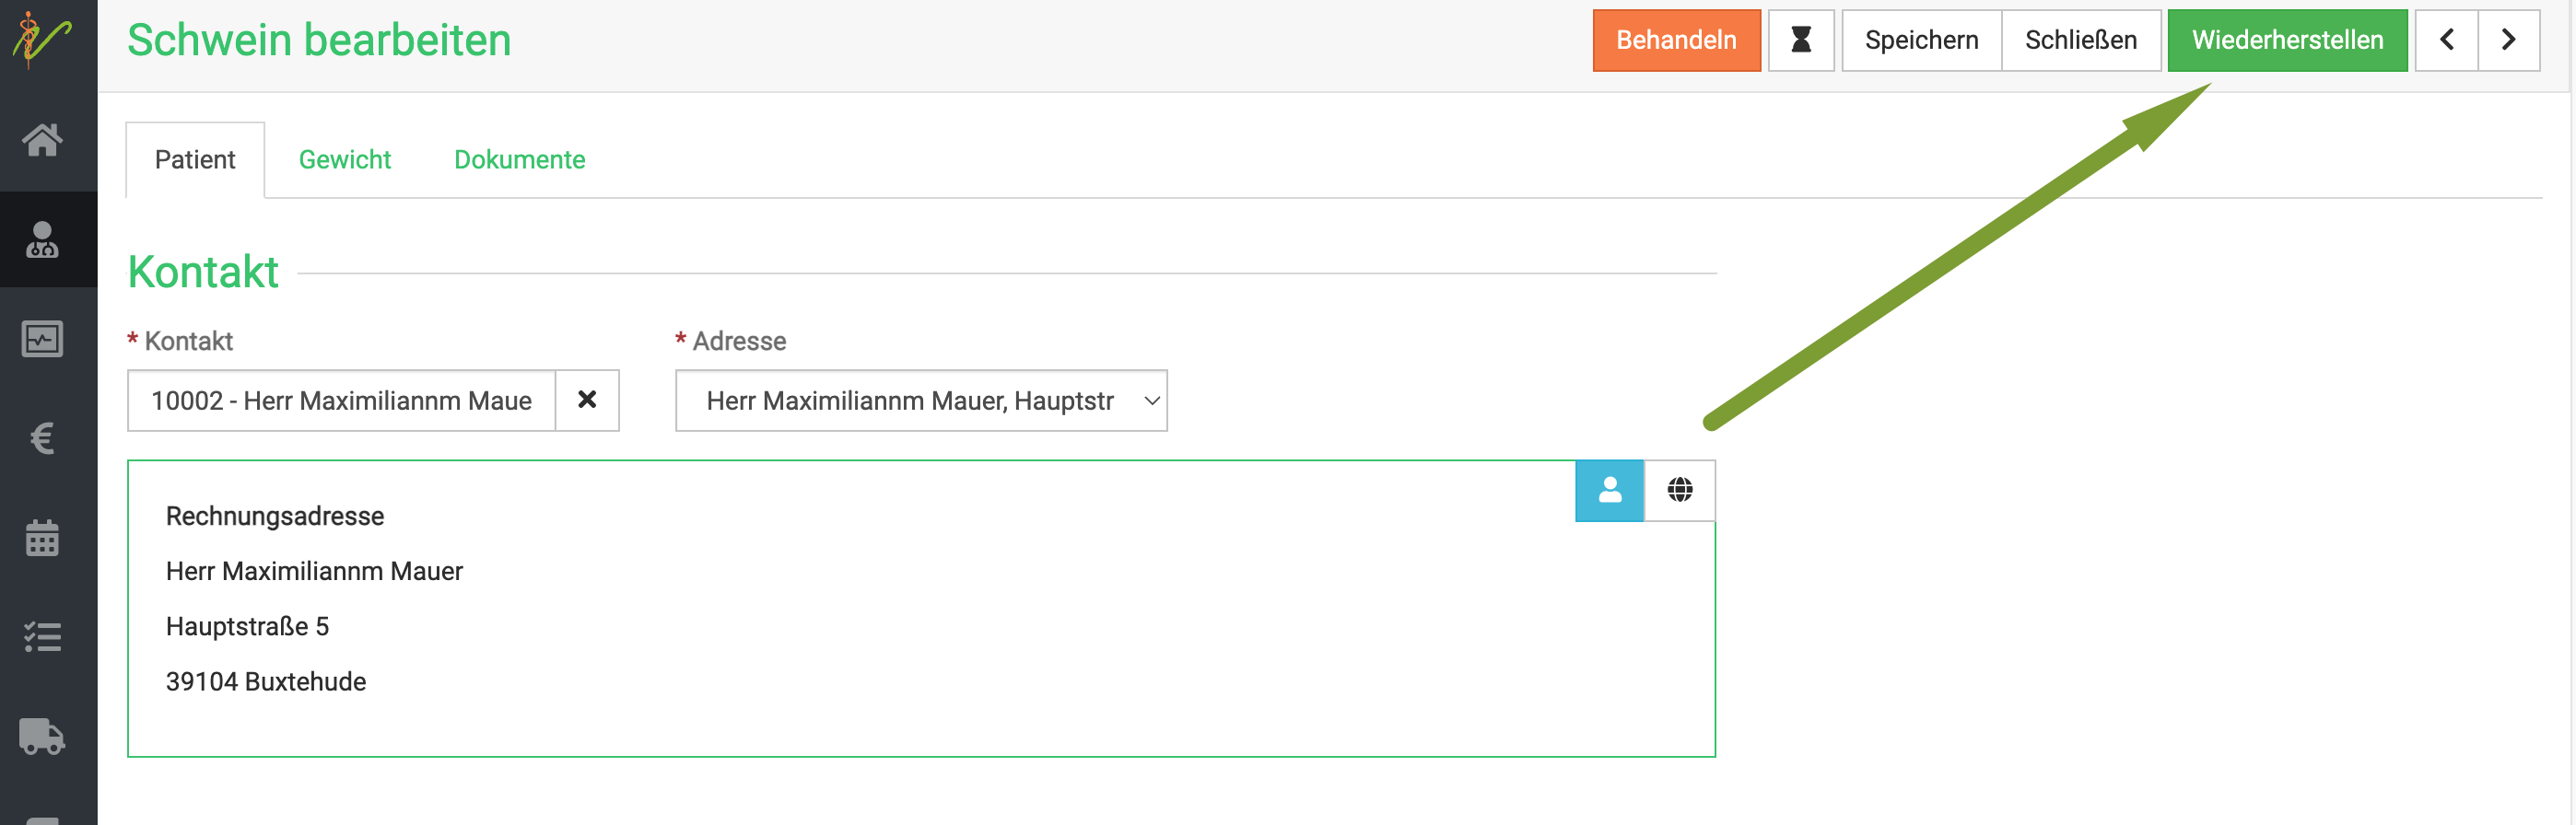 Schwein bearbeiten
Behandeln
Speichern
Schließen
Wiederherstellen
Patient
Gewicht
Dokumente
Kontakt
* Kontakt
* Adresse
10002 - Herr Maximiliannm Maue
Herr Maximiliannm Mauer, Hauptstr
Rechnungsadresse
Herr Maximiliannm Mauer
Hauptstraße 5
39104 Buxtehude